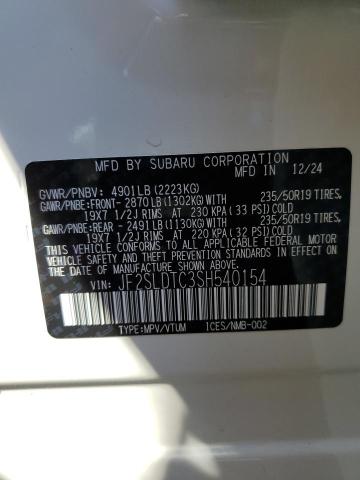 MFD BY SUBARU CORPORATION
MFD IN 12/24
GVWR/PNBV: 4901LB(2223KG)
GAWR/PNBE:FRONT- 2870LB(1302KG)WITH 235/50R19 TIRES,
19X7 1/2J RIMS AT 230 KPA (33 PSI)COLD
GAWR/PNBE:REAR - 2491LB(1130KG)WITH 235/50R19 TIRES,
19X7 1/2J RIMS AT 220 KPA (32 PSI)COLD
THIS VEHICLE CONFORMS TO ALL APPLICABLE FEDERAL MOTOR
VEHICLE SAFETY, BUMPER, AND THEFT PREVENTION STANDARDS
IN EFFECT ON THE DATE OF MANUFACTURE SHOWN ABOVE.
VIN: JF2SLDTC3SH540154
TYPE:MPV/VTUM ICES/NMB-002